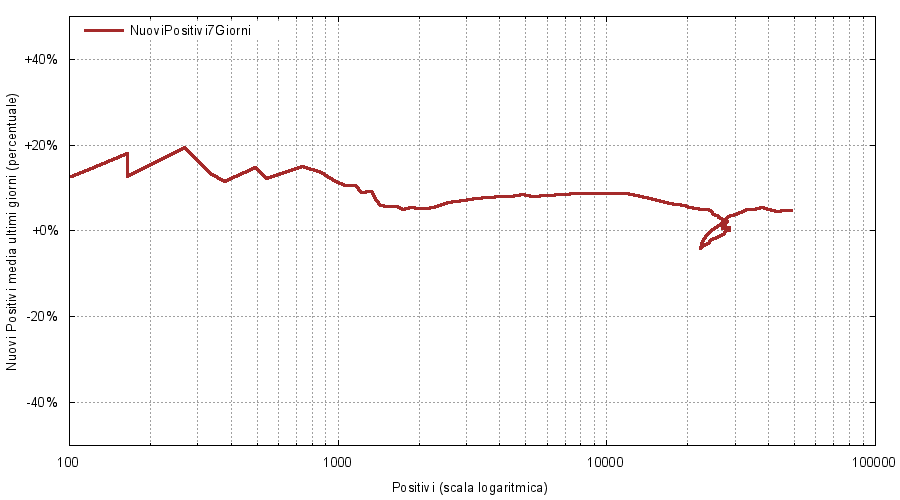 NuoviPositivi7Giorni
+40%
+20%
+0%
-20%
-40%
Nuovi Positivi media ultimi giorni (percentuale)
100 1000 10000 100000
Positivi (scala logaritmica)